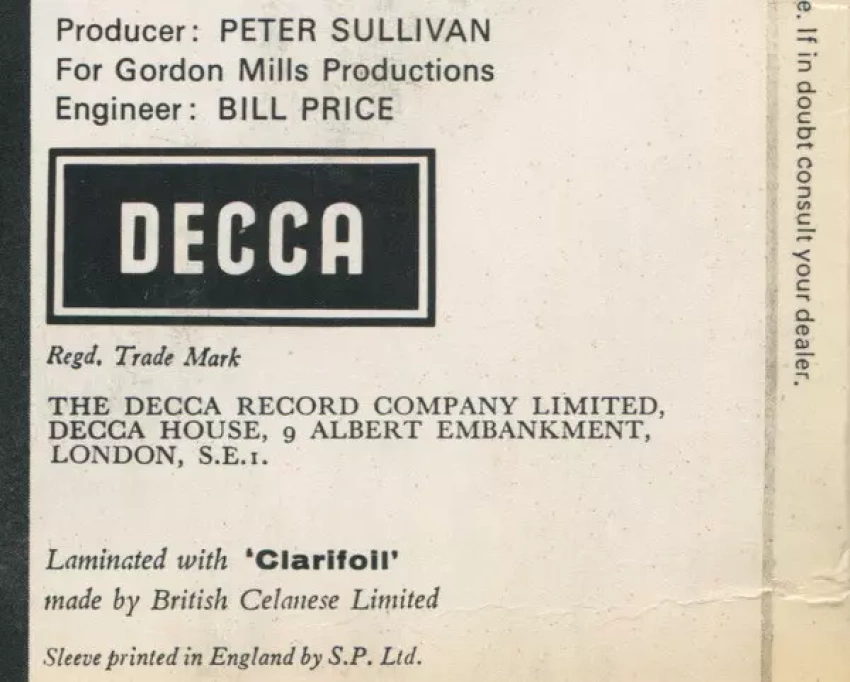 Producer: PETER SULLIVAN
For Gordon Mills Productions
Engineer: BILL PRICE
DECCA
Regd. Trade Mark
THE DECCA RECORD COMPANY LIMITED,
DECCA HOUSE, 9 ALBERT EMBANKMENT,
LONDON, S.E.1.
Laminated with ‘Clarifoil’
made by British Celanese Limited
Sleeve printed in England by S.P. Ltd.
e. If in doubt consult your dealer.